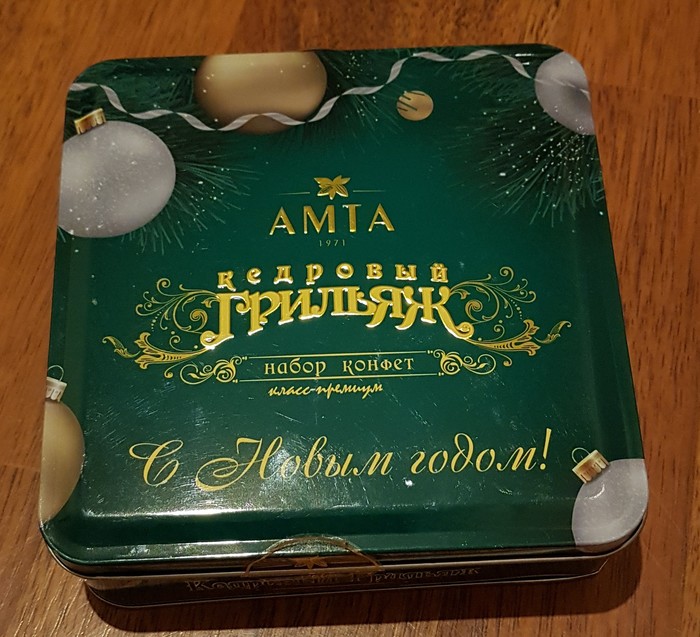 АМТА
1971
кедровый
ГРИЛЬЯЖ
набор конфет
класс-премиум
С Новым годом!